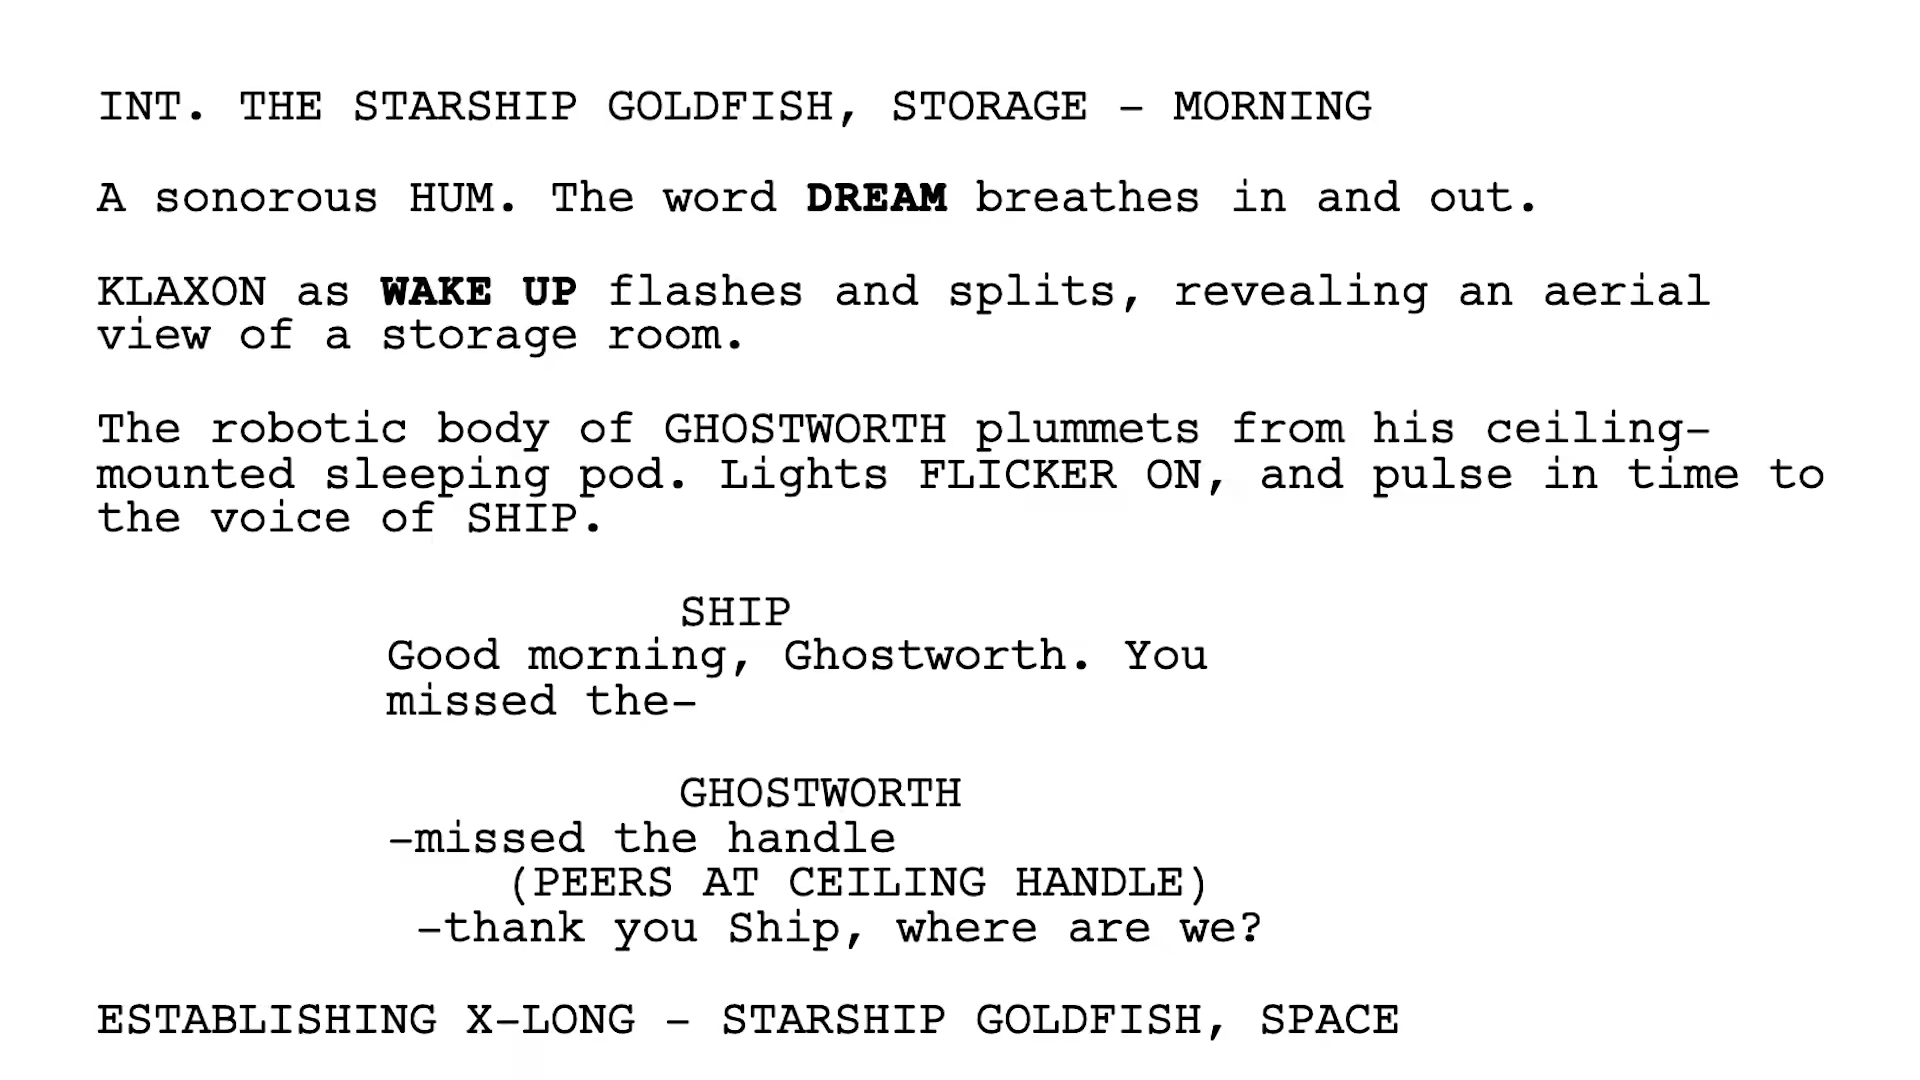 INT. THE STARSHIP GOLDFISH, STORAGE – MORNING
A sonorous HUM. The word DREAM breathes in and out.
KLAXON as WAKE UP flashes and splits, revealing an aerial
view of a storage room.
The robotic body of GHOSTWORTH plummets from his ceiling-
mounted sleeping pod. Lights FLICKER ON, and pulse in time to
the voice of SHIP.
SHIP
Good morning, Ghostworth. You
missed the–
GHOSTWORTH
–missed the handle
(PEERS AT CEILING HANDLE)
–thank you Ship, where are we?
ESTABLISHING X-LONG – STARSHIP GOLDFISH, SPACE